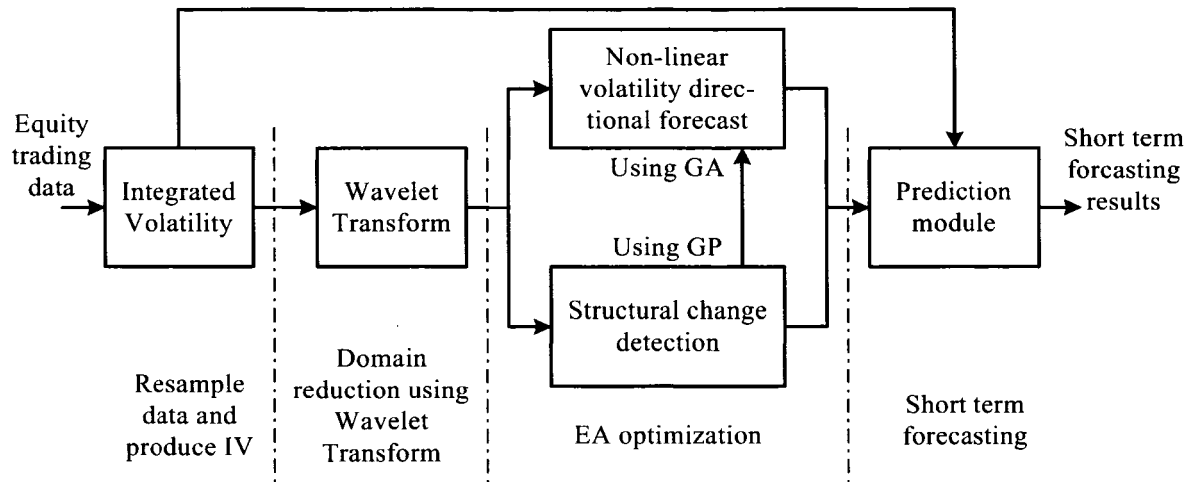 Equity
trading
data
Integrated
Volatility
Wavelet
Transform
Non-linear
volatility direc-
tional forecast
Using GA
Using GP
Structural change
detection
Prediction
module
Short term
forcasting
results
Resample
data and
produce IV
Domain
reduction using
Wavelet
Transform
EA optimization
Short term
forecasting